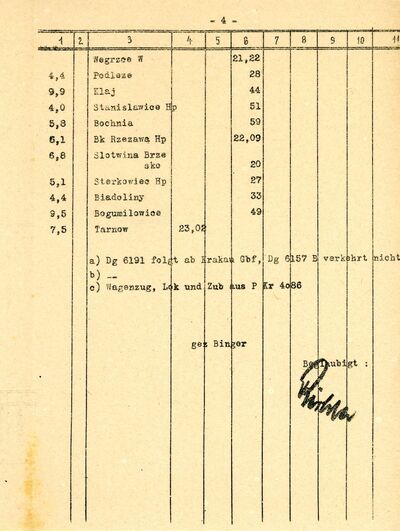 - 4 -
1 2 3 4 5 6 7 8 9 10 11
Wegrzce W 21,22
4,4 Podleze 28
9,9 Klaj 44
4,0 Stanislawice Hp 51
5,8 Bochnia 59
6,1 Bk Rzezawa Hp 22,09
6,8 Slotwina Brze
sko 20
5,1 Sterkowiec Hp 27
4,4 Biadoliny 33
9,5 Bogumilowice 49
7,5 Tarnow 23,02
a) Dg 6191 folgt ab Krakau Gbf, Dg 6157 B verkehrt nicht
b) --
c) Wagenzug, Lok und Zub aus P Kr 4086
gez Binger
Beglaubigt :